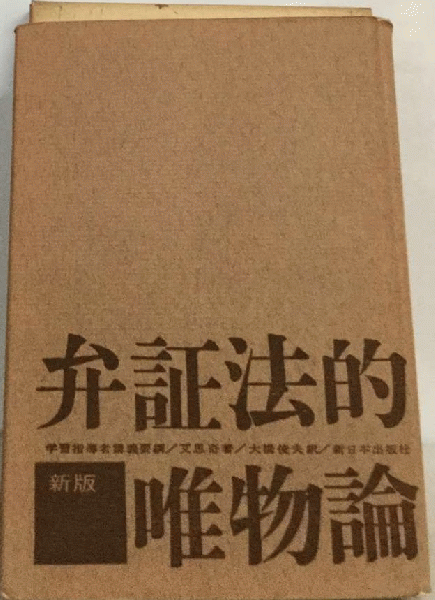 弁証法的
学習指導者講義要綱/艾思奇著/大橋俊夫訳/新日本出版社
新版
唯物論